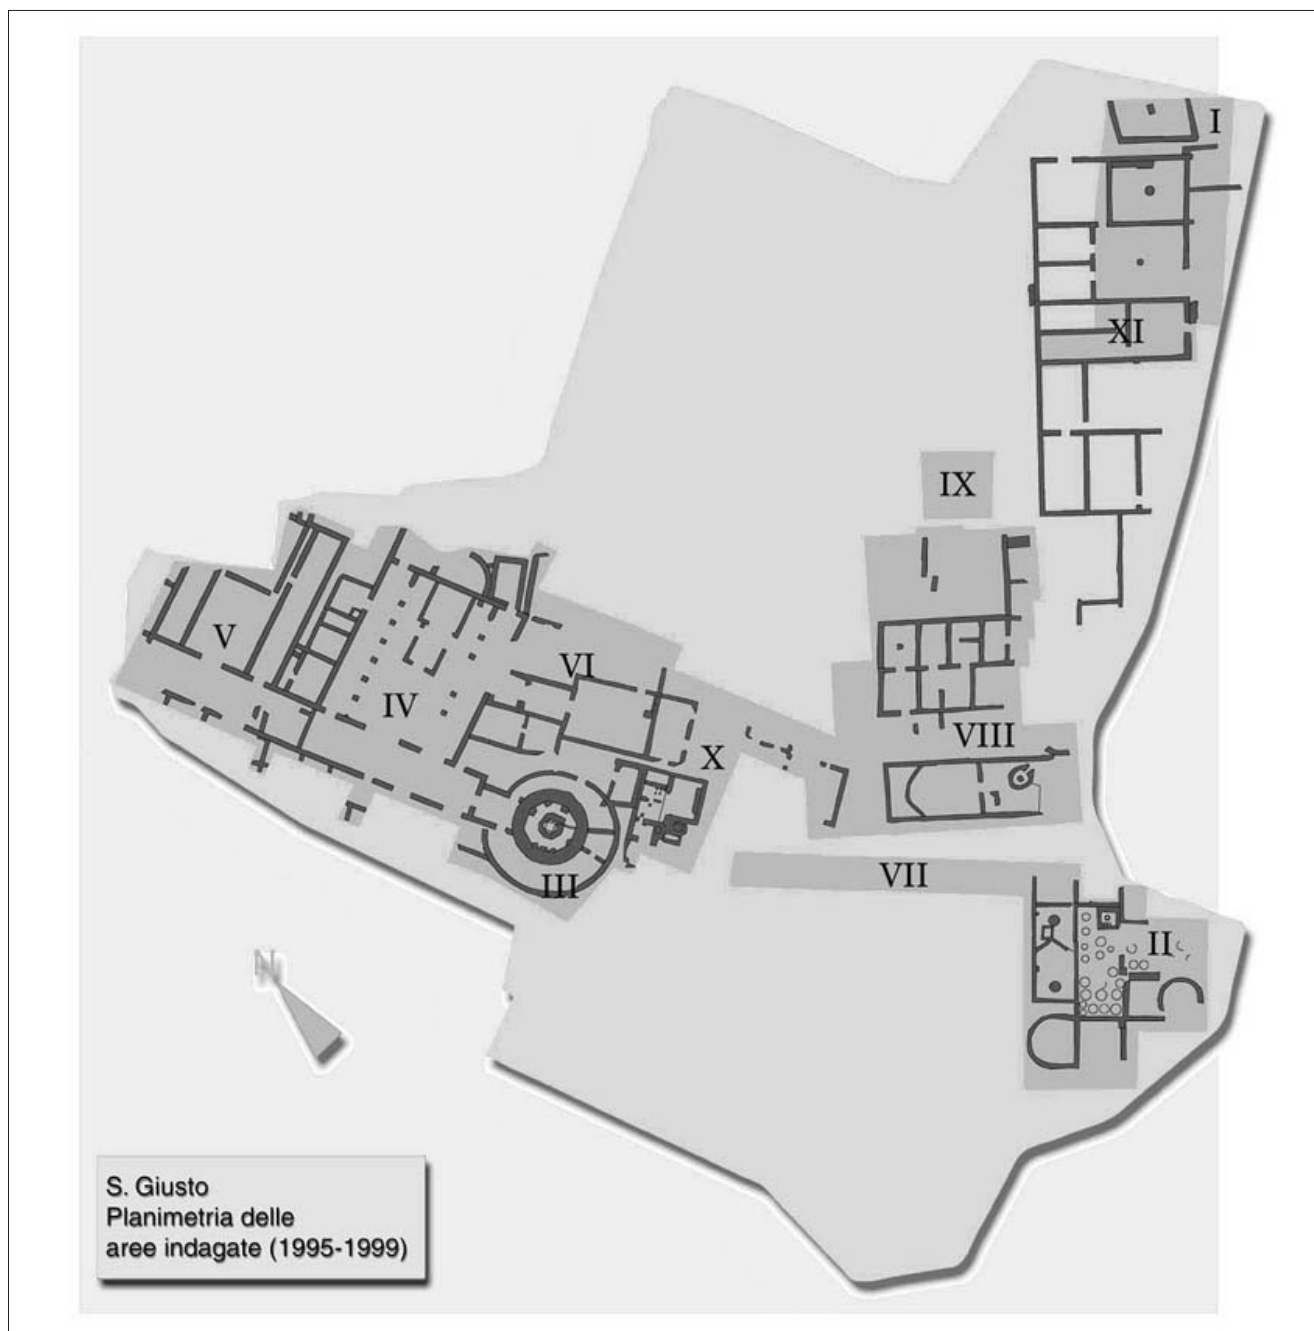 I
XI
IX
V
VI
IV
VIII
X
VII
III
II
N
S. Giusto
Planimetria delle
aree indagate (1995-1999)